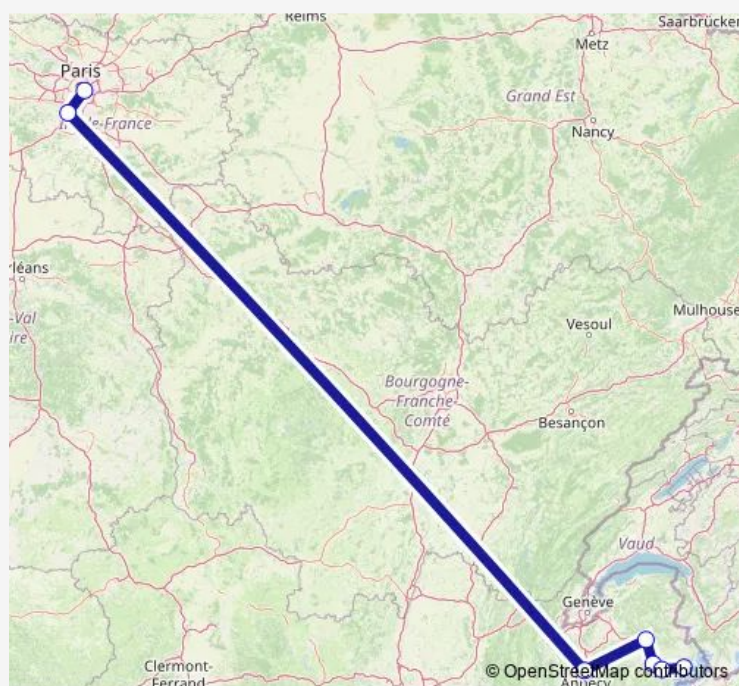 Reims
Saarbrücken
Metz
Paris
Grand Est
Île-de-France
Nancy
rléans
-Val
ire
Mulhouse
Vesoul
Bourgogne-
Franche-
Comté
Besançon
Vaud
Genève
Clermont-
Ferrand
Annecy
© OpenStreetMap contributors